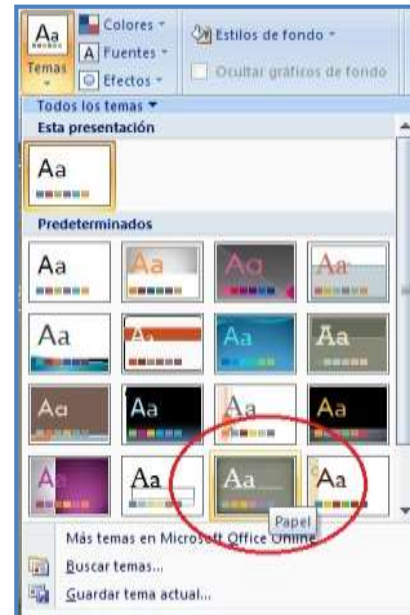 Aa
Temas
Colores
A Fuentes
Efectos
Estilos de fondo
Ocultar gráficos de fondo
Todos los temas
Esta presentación
Aa
Predeterminados
Aa Aa Aa Aa
Aa Aa Aa Aa
Aa Aa Aa Aa
Aa Aa Aa Aa
Papel
Más temas en Microsoft Office Online...
Buscar temas...
Guardar tema actual...